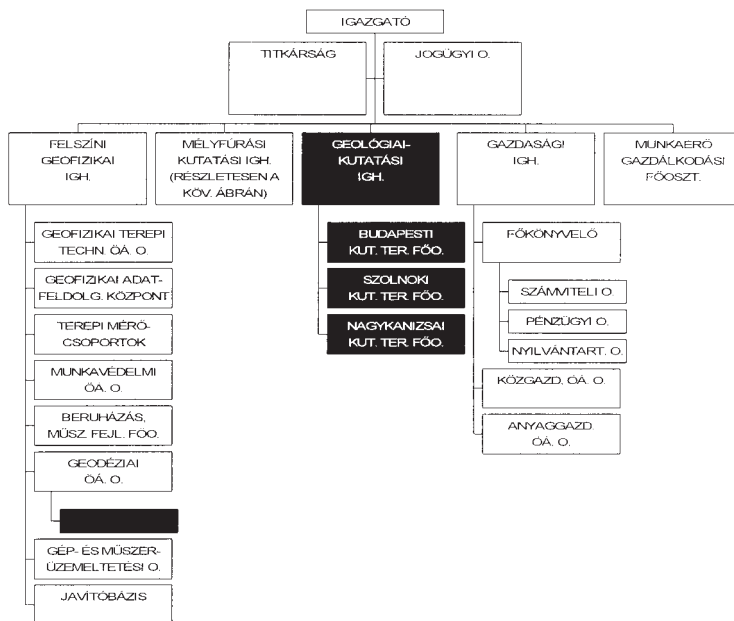 IGAZGATÓ
TITKÁRSÁG
JOGÜGYI O.
FELSZÍNI
GEOFIZIKAI
IGH.
MÉLYFÚRÁSI
KUTATÁSI IGH.
(RÉSZLETESEN A
KÖV. ÁBRÁN)
GEOLÓGIAI-
KUTATÁSI
IGH.
GAZDASÁGI
IGH.
MUNKAERŐ
GAZDÁLKODÁSI
FŐOSZT.
GEOFIZIKAI TEREPI
TECHN. ÖÁ. O.
GEOFIZIKAI ADAT-
FELDOLG. KÖZPONT
TEREPI MÉRŐ-
CSOPORTOK
MUNKAVÉDELMI
ÖÁ. O.
BERUHÁZÁS,
MŰSZ. FEJL. FŐO.
GEODÉZIAI
ÖÁ. O.
GÉP- ÉS MŰSZER-
ÜZEMELTETÉSI O.
JAVÍTÓBÁZIS
BUDAPESTI
KUT. TER. FŐO.
SZOLNOKI
KUT. TER. FŐO.
NAGYKANIZSAI
KUT. TER. FŐO.
FŐKÖNYVELŐ
SZÁMVITELI O.
PÉNZÜGYI O.
NYILVÁNTART. O.
KÖZGAZD. ÖÁ. O.
ANYAGGAZD.
ÖÁ. O.